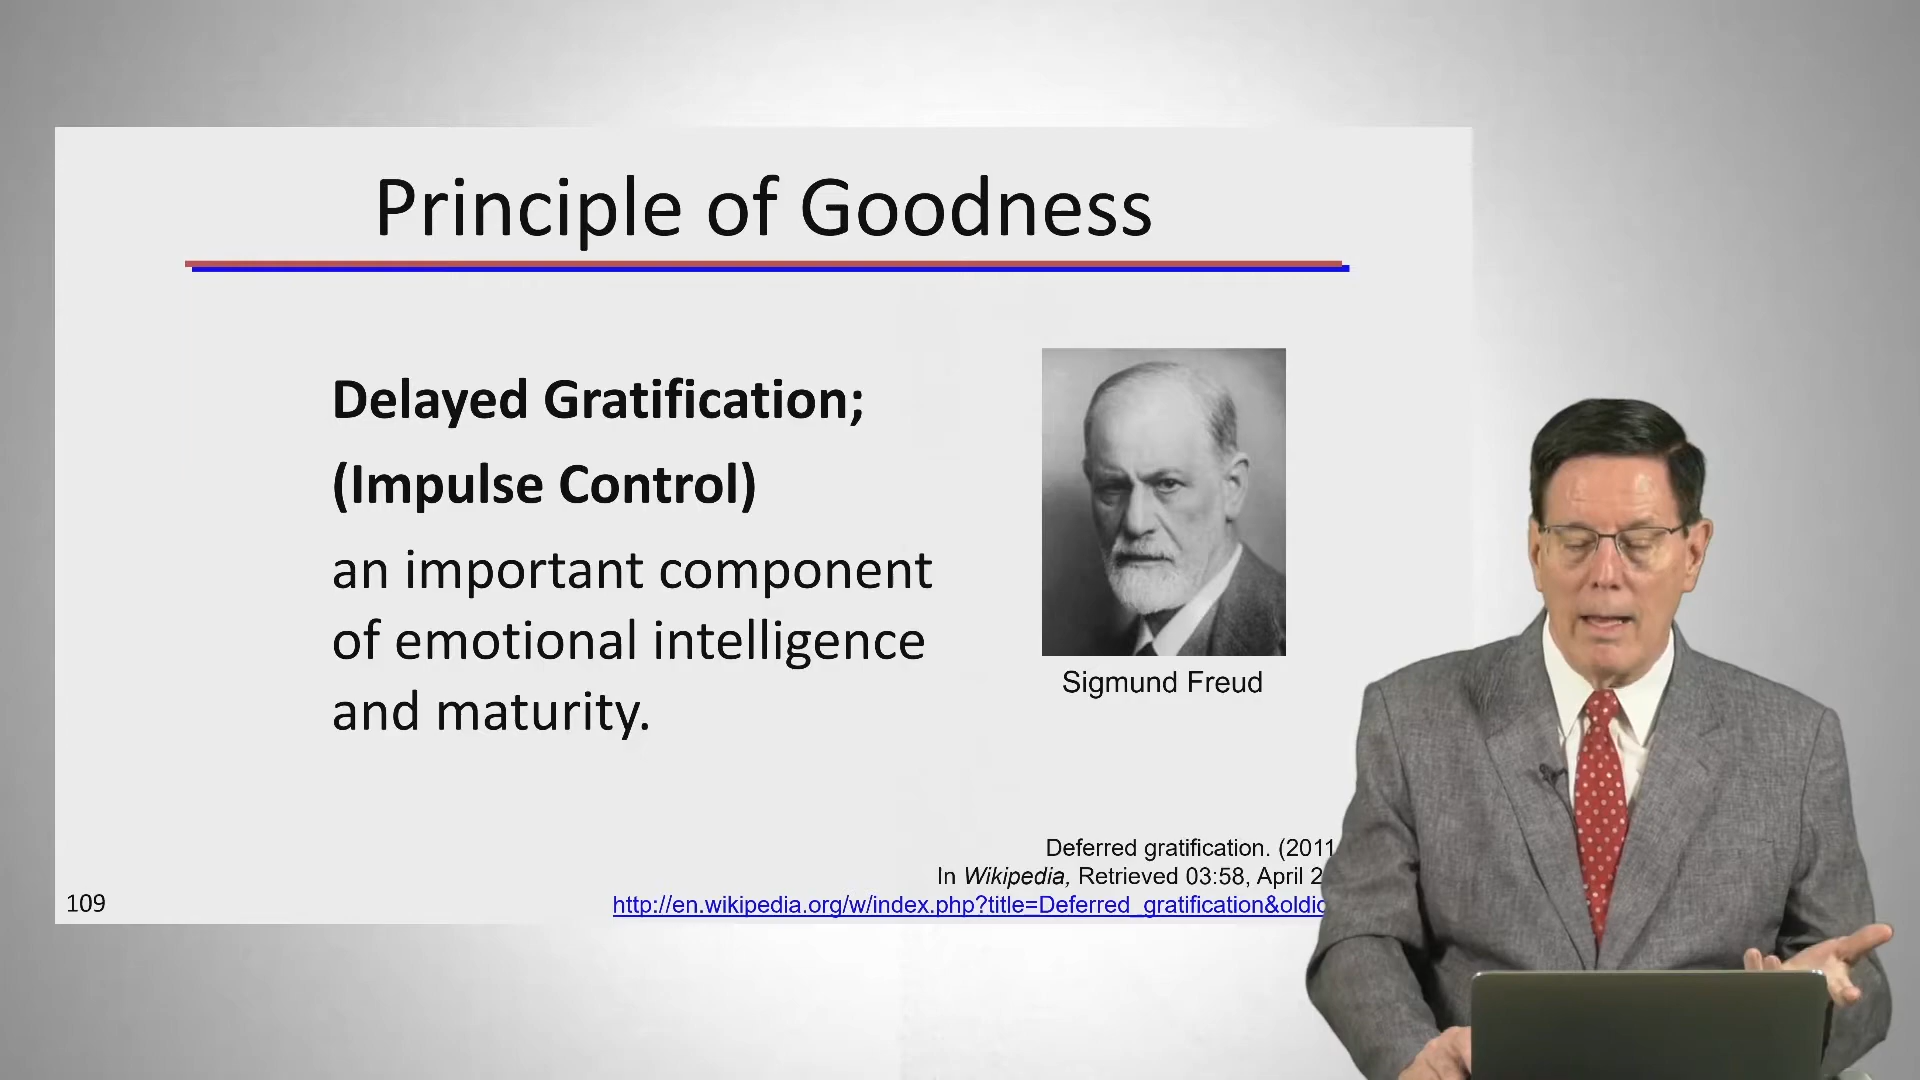 Principle of Goodness
Delayed Gratification;
(Impulse Control)
an important component
of emotional intelligence
and maturity.
Sigmund Freud
Deferred gratification. (2011
In Wikipedia, Retrieved 03:58, April 2
http://en.wikipedia.org/w/index.php?title=Deferred_gratification&oldid
109